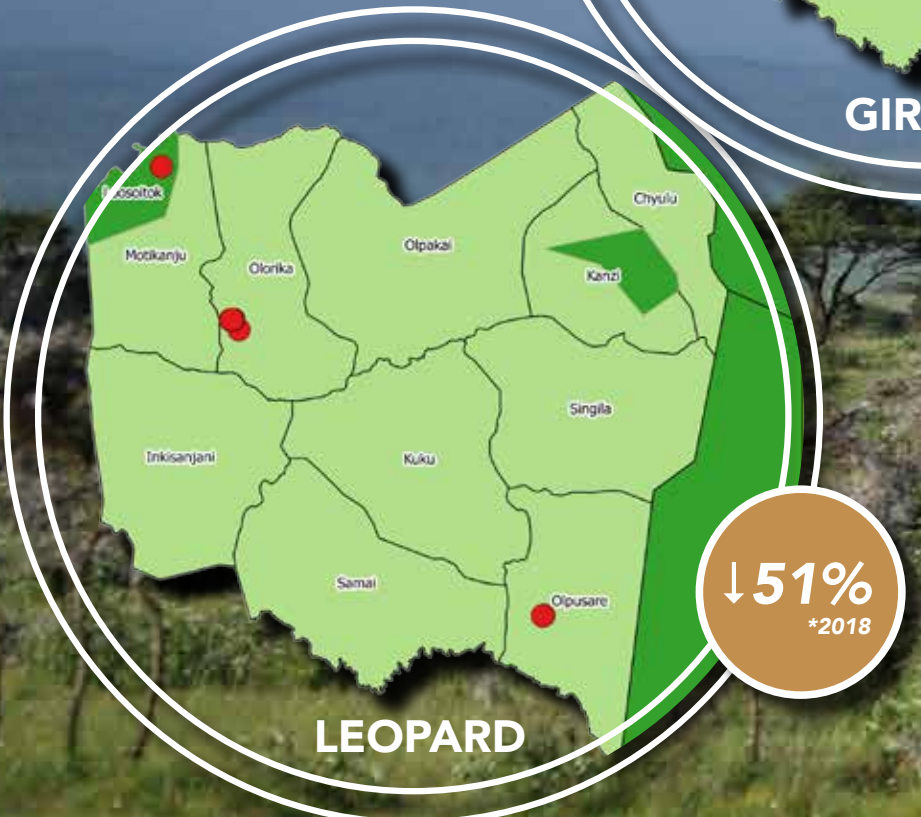 GIR
Chyulu
Motikanju
Olorika
Olpakai
Kanzi
Singila
Inkisanjani
Kuku
Samai
Olpusare
↓51%
*2018
LEOPARD